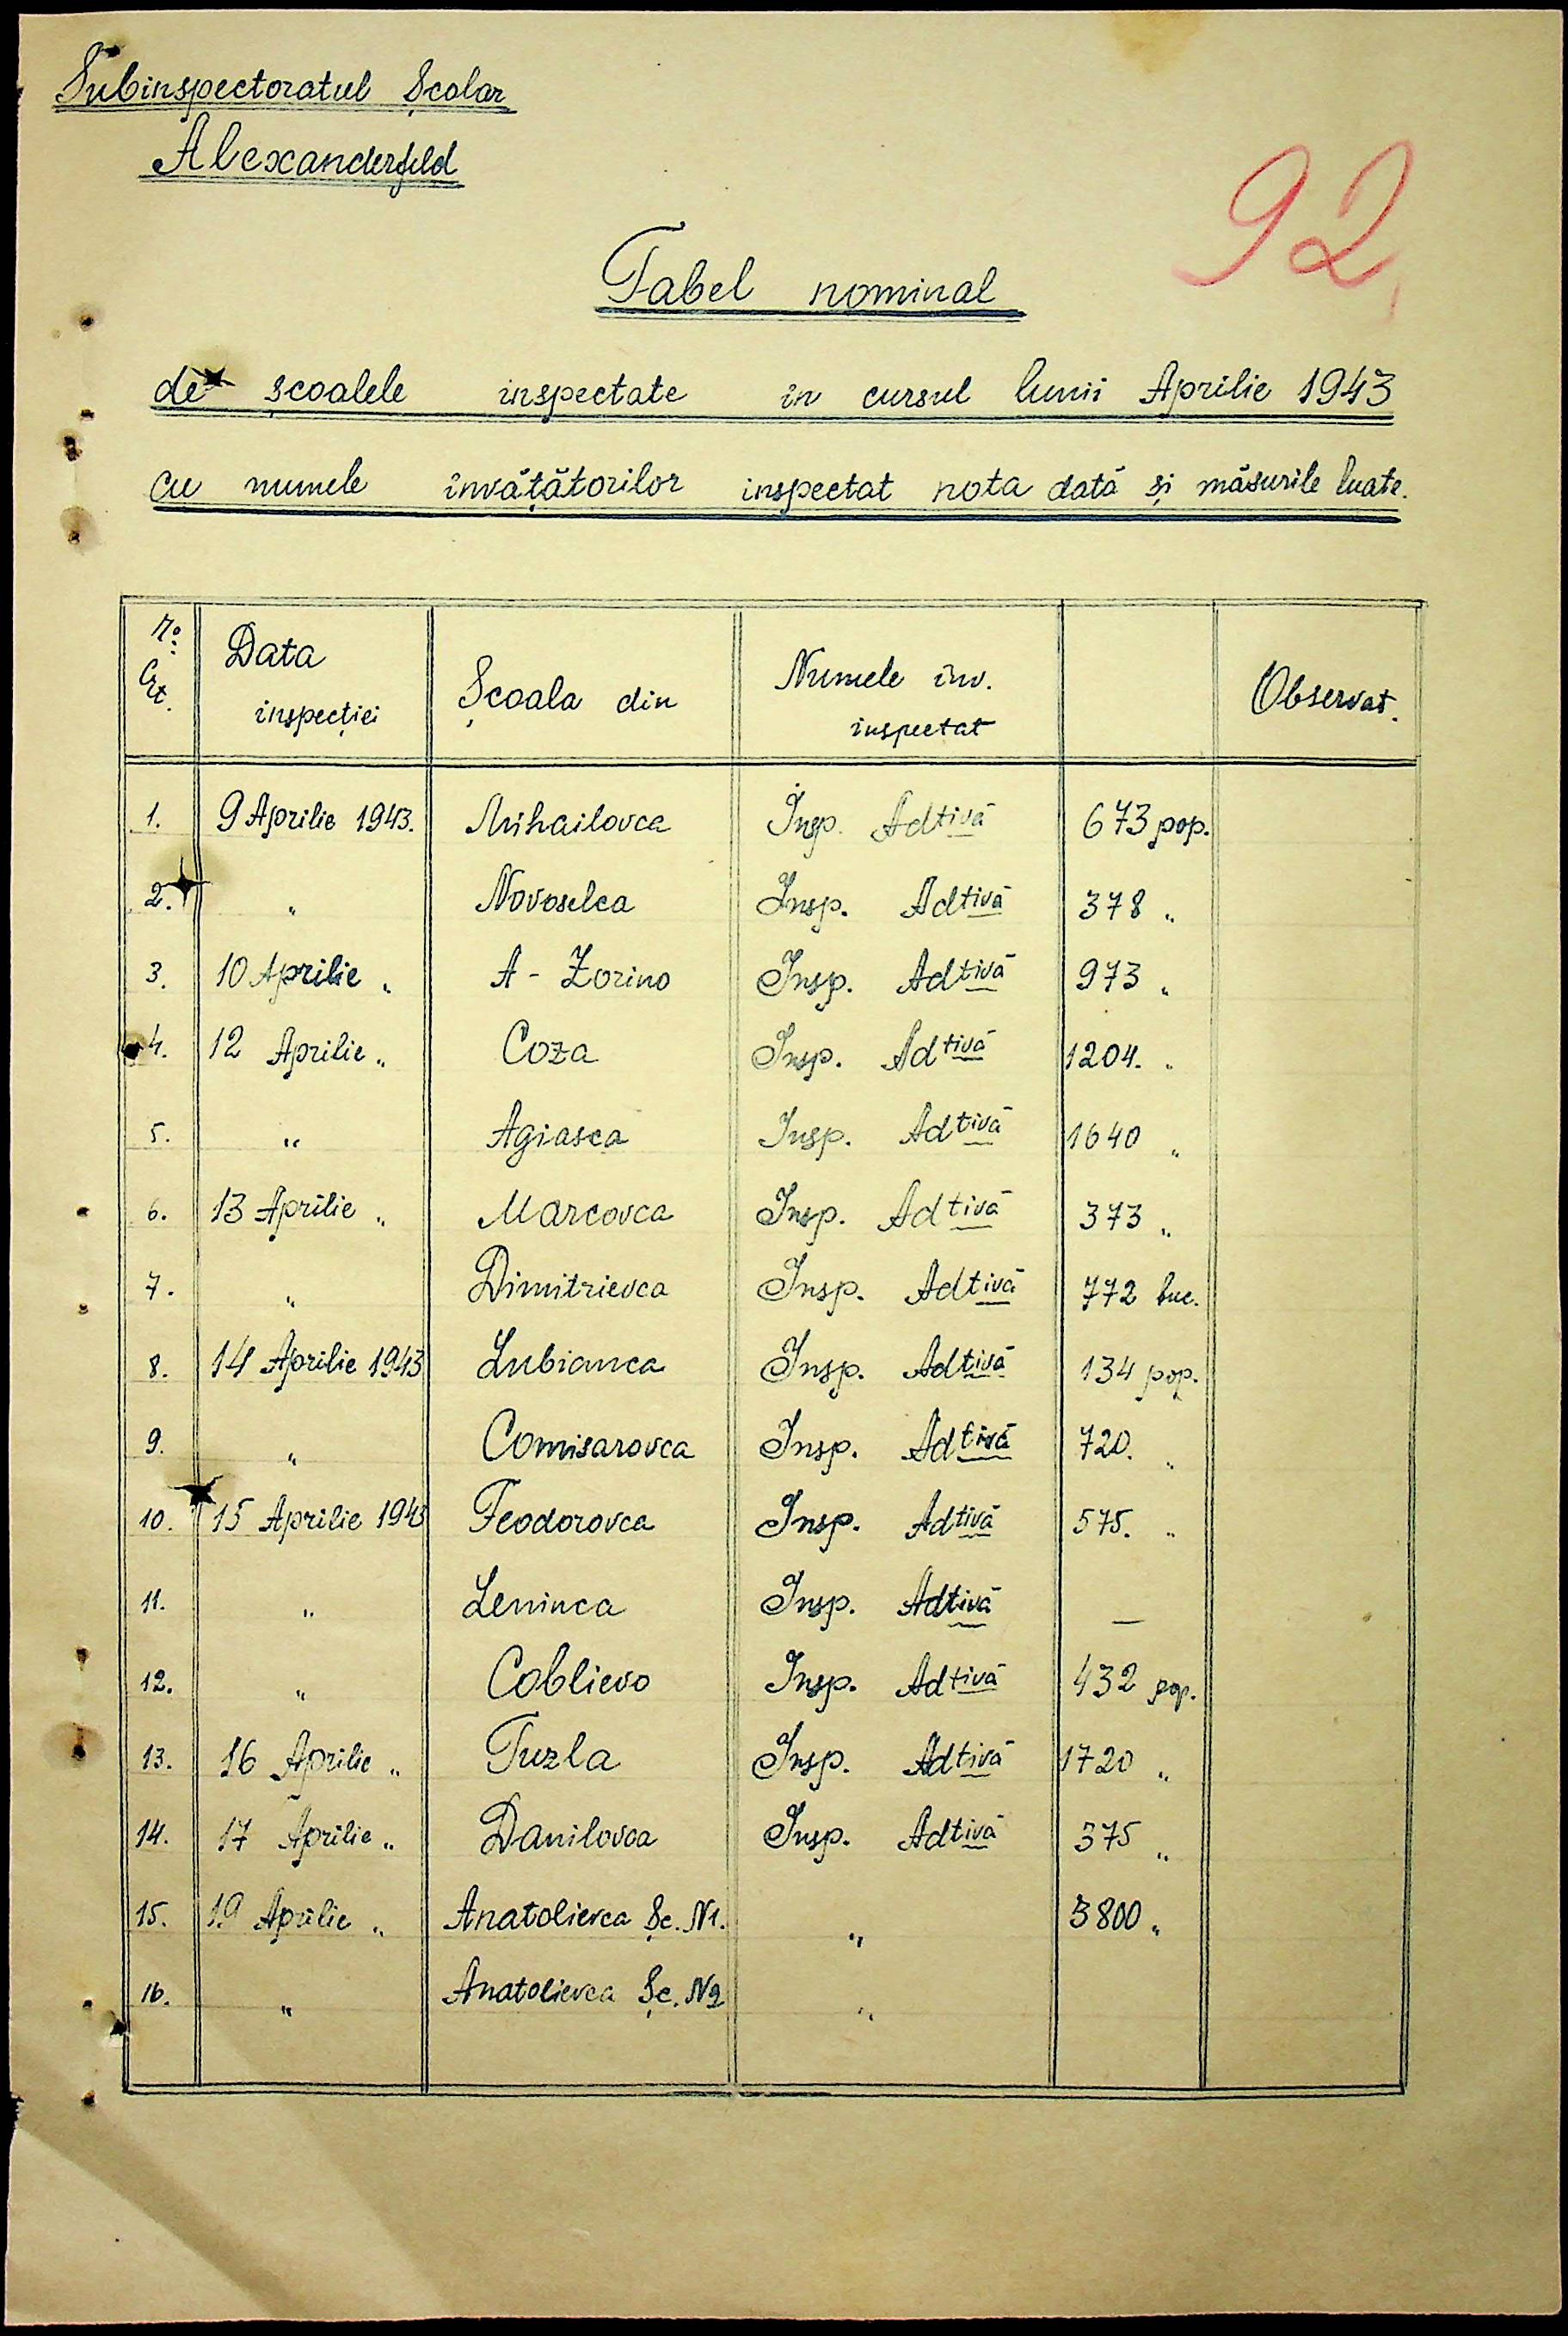 Subinspectoratul Școlar
Alexanderfeld
92
Tabel nominal
de școalele inspectate în cursul lunii Aprilie 1943
cu numele învățătorilor inspectat nota dată și măsurile luate.
No. Crt. | Data inspecției | Școala din | Numele înv. inspectat | | Observat.
1. 9 Aprilie 1943. Mihailovca Insp. Adtivă 673 pop.
2. " Novoselca Insp. Adtivă 378 "
3. 10 Aprilie " A - Zorino Insp. Adtivă 973 "
4. 12 Aprilie " Coza Insp. Adtivă 1204. "
5. " Agiasca Insp. Adtivă 1640 "
6. 13 Aprilie " Marcovca Insp. Adtivă 373 "
7. " Dimitrievca Insp. Adtivă 772 buc.
8. 14 Aprilie 1943 Lubianca Insp. Adtivă 134 pop.
9. " Comisarovca Insp. Adtivă 720. "
10. 15 Aprilie 1943 Feodorovca Insp. Adtivă 575. "
11. " Leninca Insp. Adtivă —
12. " Coblievo Insp. Adtivă 432 pop.
13. 16 Aprilie " Tuzla Insp. Adtivă 1720 "
14. 17 Aprilie " Danilovca Insp. Adtivă 375 "
15. 19 Aprilie " Anatolievca Șc. N1. " 3800 "
16. " Anatolievca Șc. N2 "